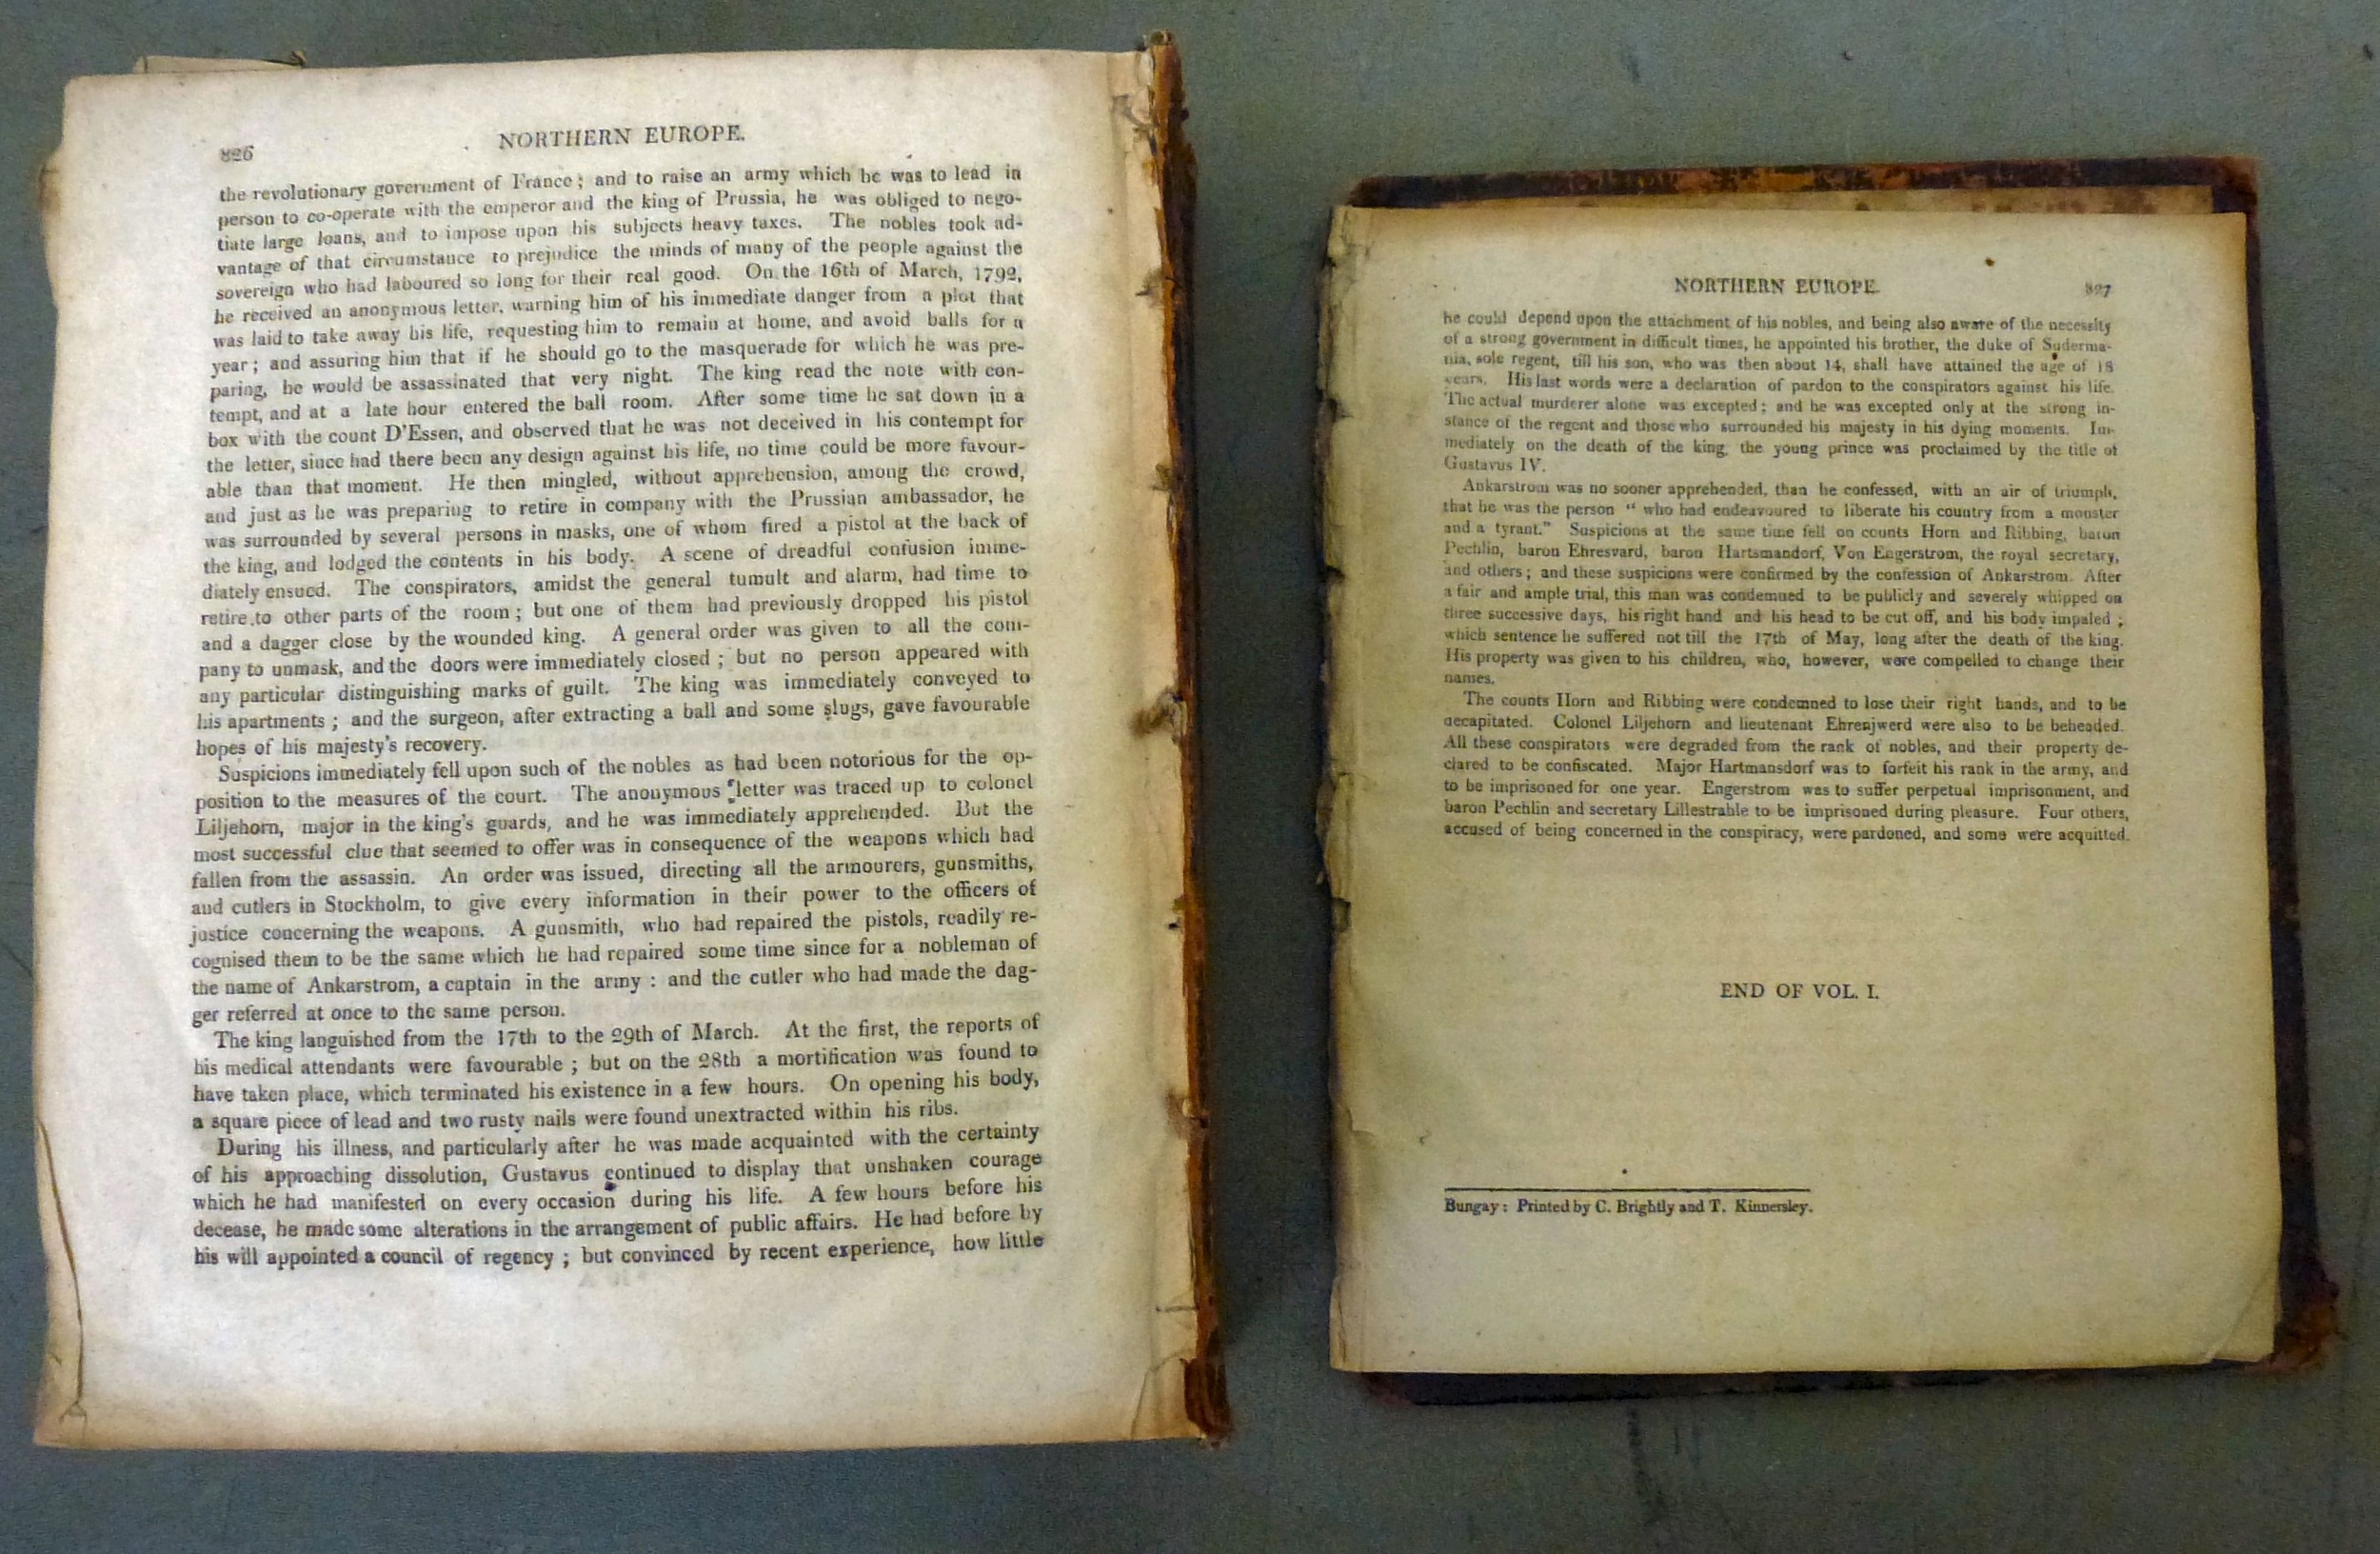 826
NORTHERN EUROPE.
the revolutionary government of France; and to raise an army which he was to lead in
person to co-operate with the emperor and the king of Prussia, he was obliged to nego-
tiate large loans, and to impose upon his subjects heavy taxes. The nobles took ad-
vantage of that circumstance to prejudice the minds of many of the people against the
sovereign who had laboured so long for their real good. On the 16th of March, 1792,
he received an anonymous letter, warning him of his immediate danger from a plot that
was laid to take away his life, requesting him to remain at home, and avoid balls for a
year; and assuring him that if he should go to the masquerade for which he was pre-
paring, he would be assassinated that very night. The king read the note with con-
tempt, and at a late hour entered the ball room. After some time he sat down in a
box with the count D'Essen, and observed that he was not deceived in his contempt for
the letter, since had there been any design against his life, no time could be more favour-
able than that moment. He then mingled, without apprehension, among the crowd,
and just as he was preparing to retire in company with the Prussian ambassador, he
was surrounded by several persons in masks, one of whom fired a pistol at the back of
the king, and lodged the contents in his body. A scene of dreadful confusion imme-
diately ensued. The conspirators, amidst the general tumult and alarm, had time to
retire to other parts of the room; but one of them had previously dropped his pistol
and a dagger close by the wounded king. A general order was given to all the com-
pany to unmask, and the doors were immediately closed; but no person appeared with
any particular distinguishing marks of guilt. The king was immediately conveyed to
his apartments; and the surgeon, after extracting a ball and some slugs, gave favourable
hopes of his majesty's recovery.
Suspicions immediately fell upon such of the nobles as had been notorious for the op-
position to the measures of the court. The anonymous letter was traced up to colonel
Liljehorn, major in the king's guards, and he was immediately apprehended. But the
most successful clue that seemed to offer was in consequence of the weapons which had
fallen from the assassin. An order was issued, directing all the armourers, gunsmiths,
and cutlers in Stockholm, to give every information in their power to the officers of
justice concerning the weapons. A gunsmith, who had repaired the pistols, readily re-
cognised them to be the same which he had repaired some time since for a nobleman of
the name of Ankarstrom, a captain in the army: and the cutler who had made the dag-
ger referred at once to the same person.
The king languished from the 17th to the 29th of March. At the first, the reports of
his medical attendants were favourable; but on the 28th a mortification was found to
have taken place, which terminated his existence in a few hours. On opening his body,
a square piece of lead and two rusty nails were found unextracted within his ribs.
During his illness, and particularly after he was made acquainted with the certainty
of his approaching dissolution, Gustavus continued to display that unshaken courage
which he had manifested on every occasion during his life. A few hours before his
decease, he made some alterations in the arrangement of public affairs. He had before by
his will appointed a council of regency; but convinced by recent experience, how little
NORTHERN EUROPE. 827
he could depend upon the attachment of his nobles, and being also aware of the necessity
of a strong government in difficult times, he appointed his brother, the duke of Suderma-
nia, sole regent, till his son, who was then about 14, shall have attained the age of 18
years. His last words were a declaration of pardon to the conspirators against his life.
The actual murderer alone was excepted; and he was excepted only at the strong in-
stance of the regent and those who surrounded his majesty in his dying moments. Im-
mediately on the death of the king, the young prince was proclaimed by the title of
Gustavus IV.
Ankarstrom was no sooner apprehended, than he confessed, with an air of triumph,
that he was the person " who had endeavoured to liberate his country from a monster
and a tyrant." Suspicions at the same time fell on counts Horn and Ribbing, baron
Pechlin, baron Ehresvard, baron Hartsmandorf, Von Engerstrom, the royal secretary,
and others; and these suspicions were confirmed by the confession of Ankarstrom. After
a fair and ample trial, this man was condemned to be publicly and severely whipped on
three successive days, his right hand and his head to be cut off, and his body impaled;
which sentence he suffered not till the 17th of May, long after the death of the king.
His property was given to his children, who, however, were compelled to change their
names.
The counts Horn and Ribbing were condemned to lose their right hands, and to be
decapitated. Colonel Liljehorn and lieutenant Ehrenjwerd were also to be beheaded.
All these conspirators were degraded from the rank of nobles, and their property de-
clared to be confiscated. Major Hartmansdorf was to forfeit his rank in the army, and
to be imprisoned for one year. Engerstrom was to suffer perpetual imprisonment, and
baron Pechlin and secretary Lillestrahle to be imprisoned during pleasure. Four others,
accused of being concerned in the conspiracy, were pardoned, and some were acquitted.
END OF VOL. I.
Bungay: Printed by C. Brightly and T. Kinnersley.